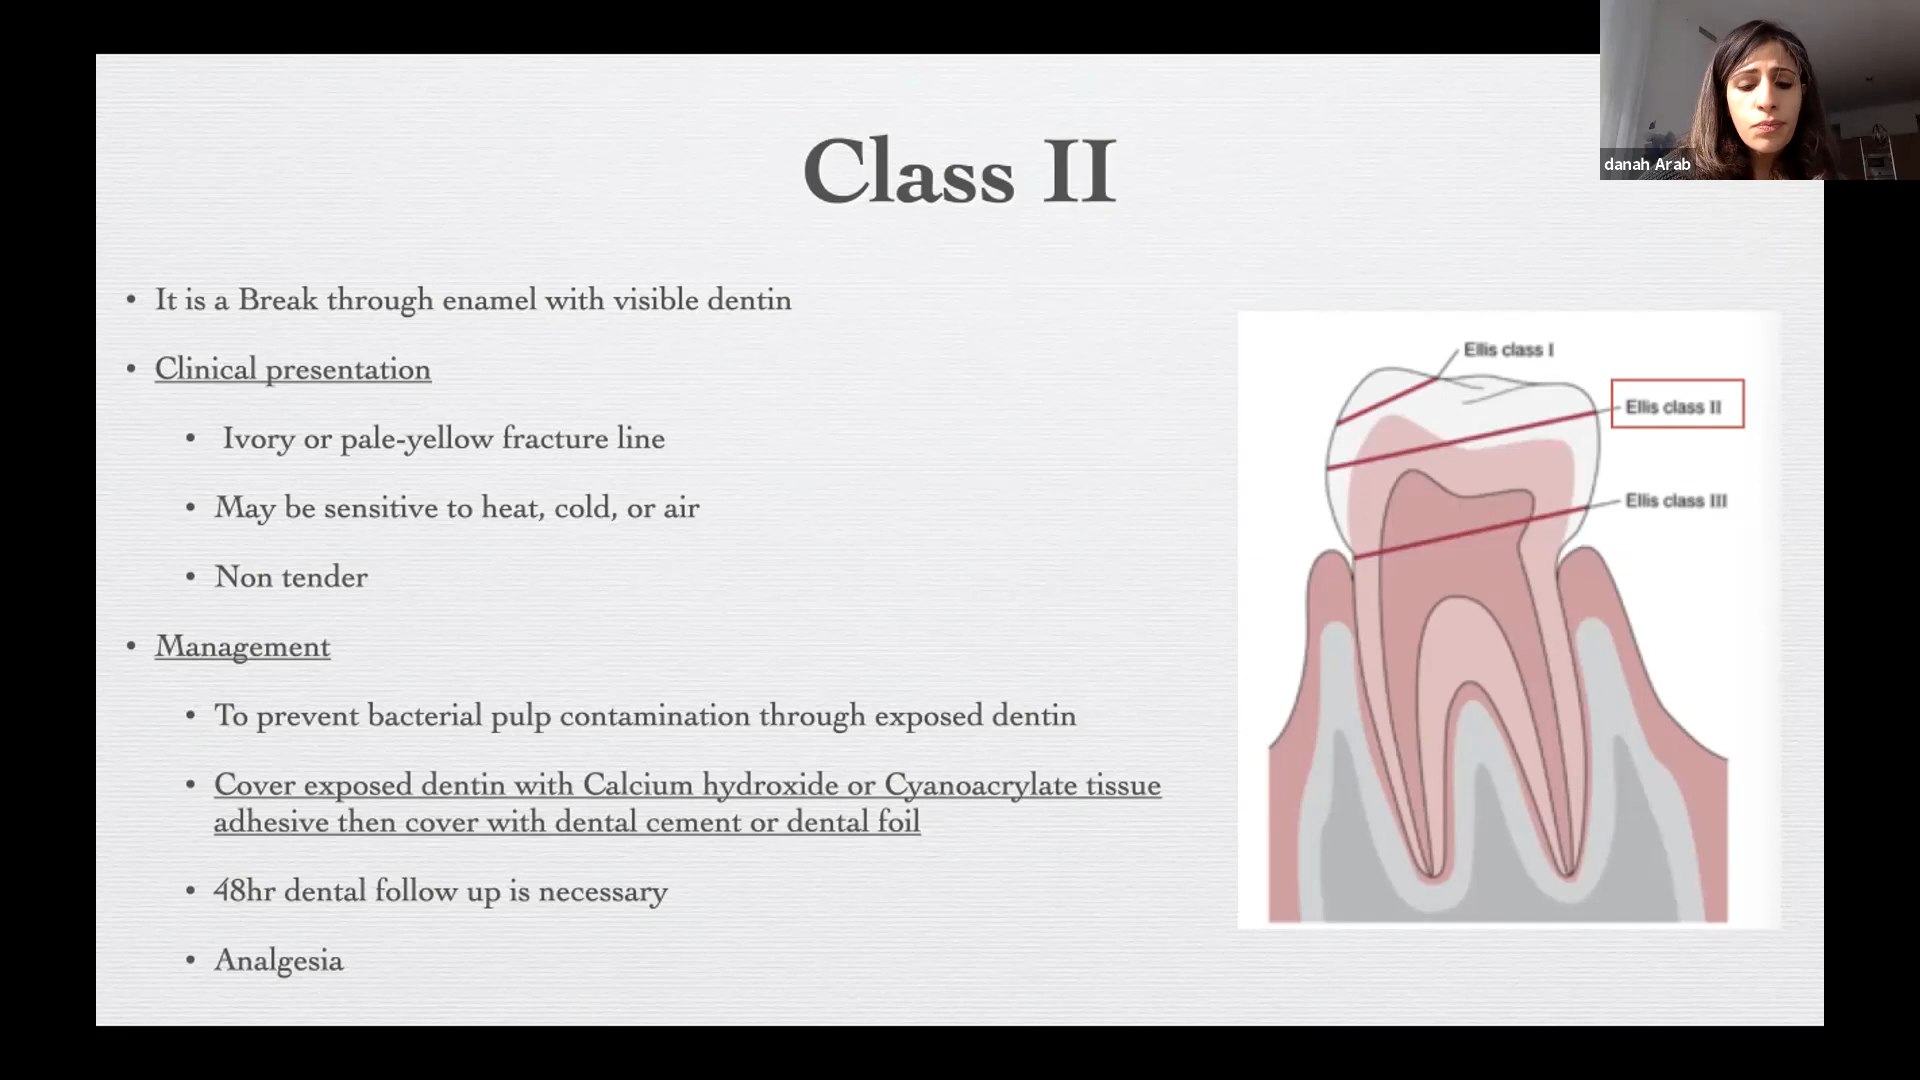 danah Arab
Class II
• It is a Break through enamel with visible dentin
• Clinical presentation
• Ivory or pale-yellow fracture line
• May be sensitive to heat, cold, or air
• Non tender
• Management
• To prevent bacterial pulp contamination through exposed dentin
• Cover exposed dentin with Calcium hydroxide or Cyanoacrylate tissue
adhesive then cover with dental cement or dental foil
• 48hr dental follow up is necessary
• Analgesia
Ellis class I
Ellis class II
Ellis class III